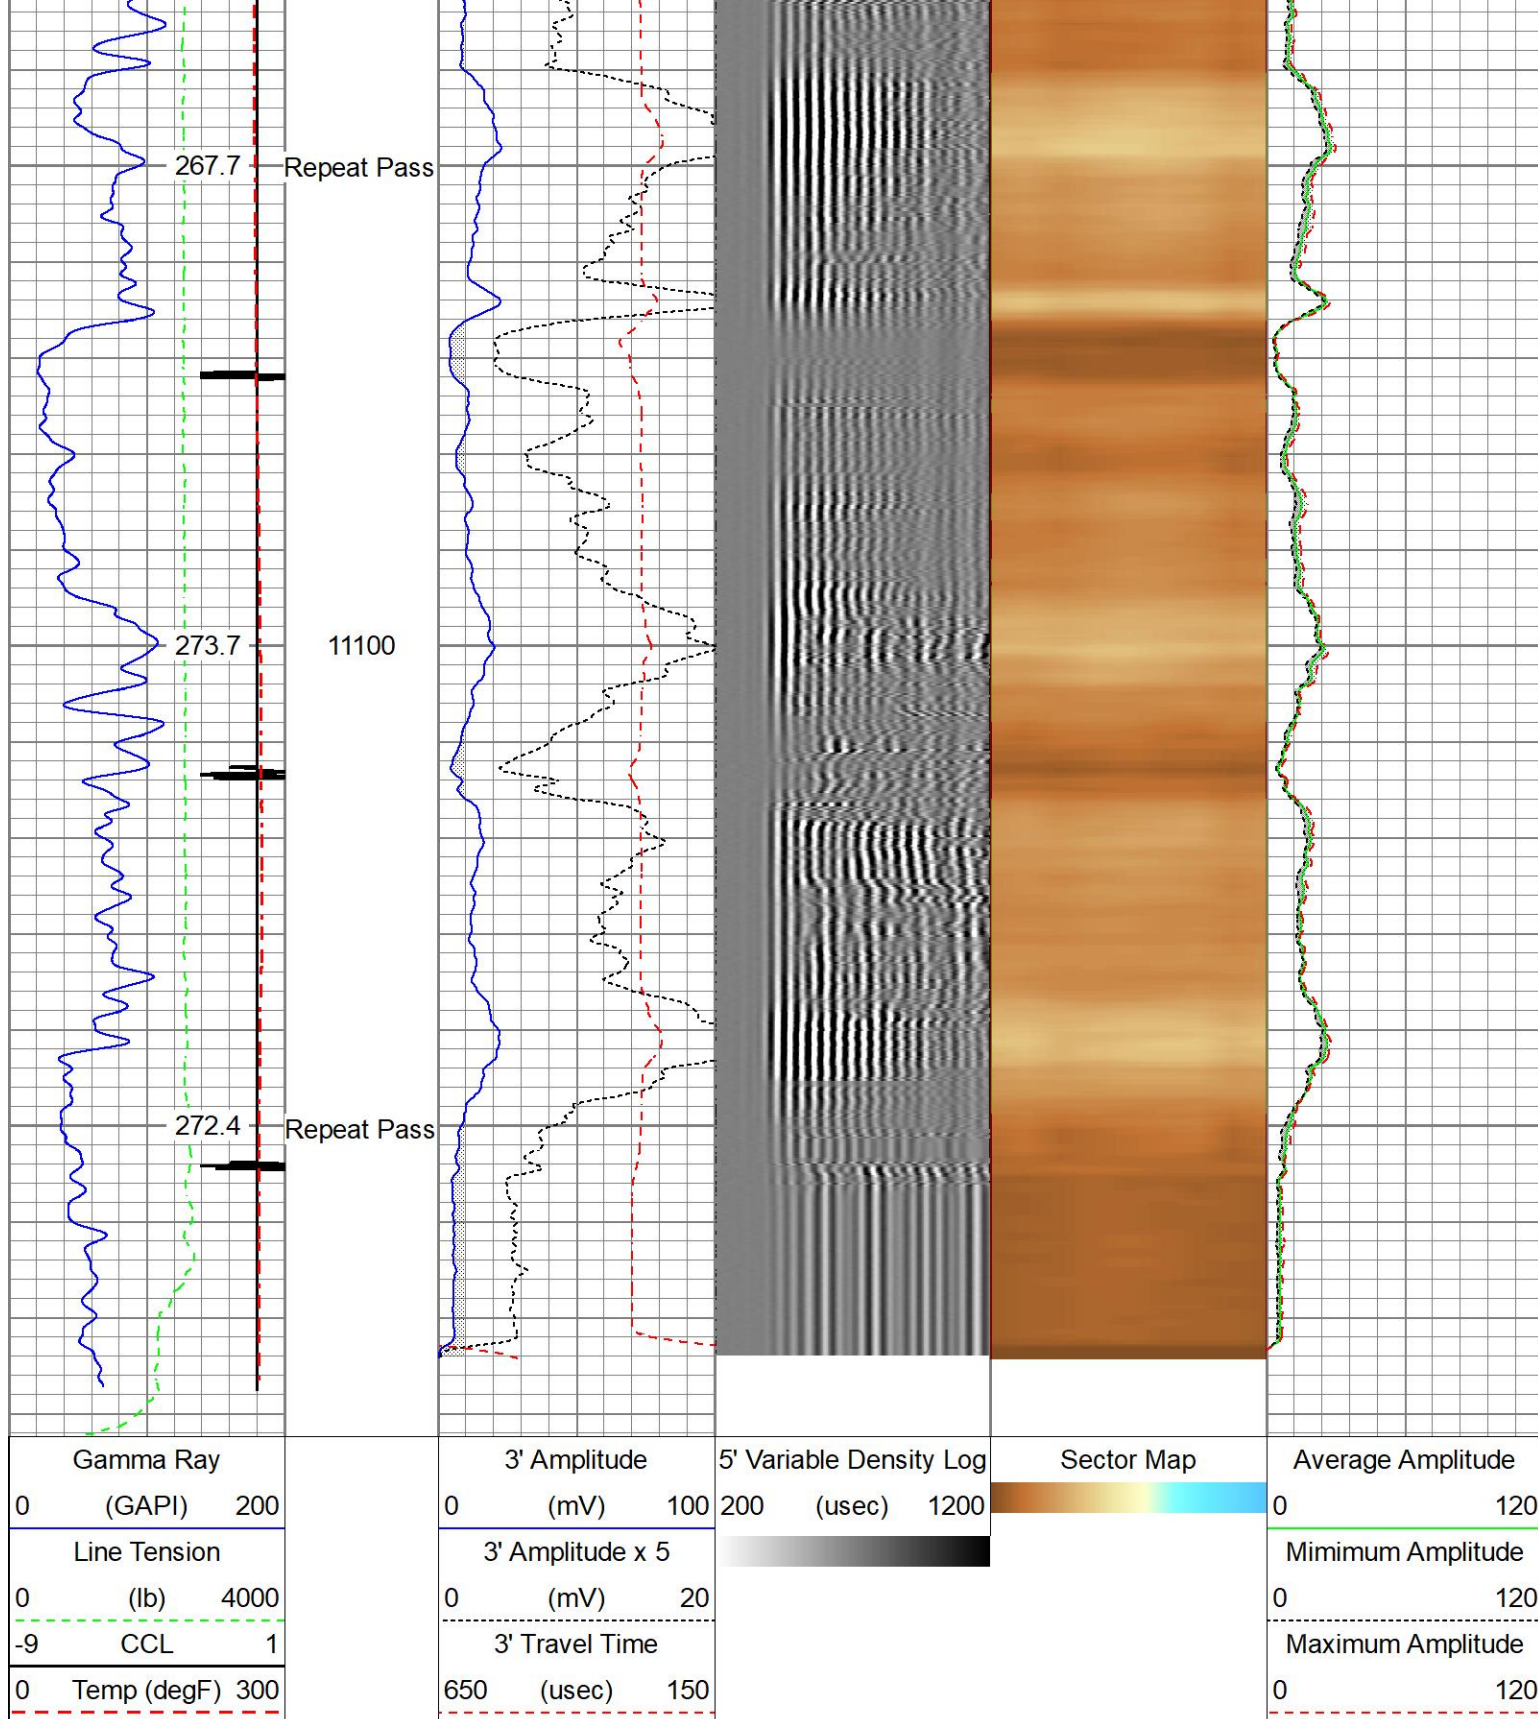 267.7 Repeat Pass
273.7 11100
272.4 Repeat Pass
Gamma Ray 3' Amplitude 5' Variable Density Log Sector Map Average Amplitude
0 (GAPI) 200 0 (mV) 100 200 (usec) 1200 0 120
Line Tension 3' Amplitude x 5 Mimimum Amplitude
0 (lb) 4000 0 (mV) 20 0 120
-9 CCL 1 3' Travel Time Maximum Amplitude
0 Temp (degF) 300 650 (usec) 150 0 120